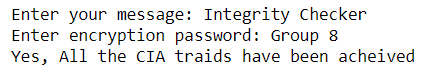 Enter your message: Integrity Checker
Enter encryption password: Group 8
Yes, All the CIA traids have been acheived